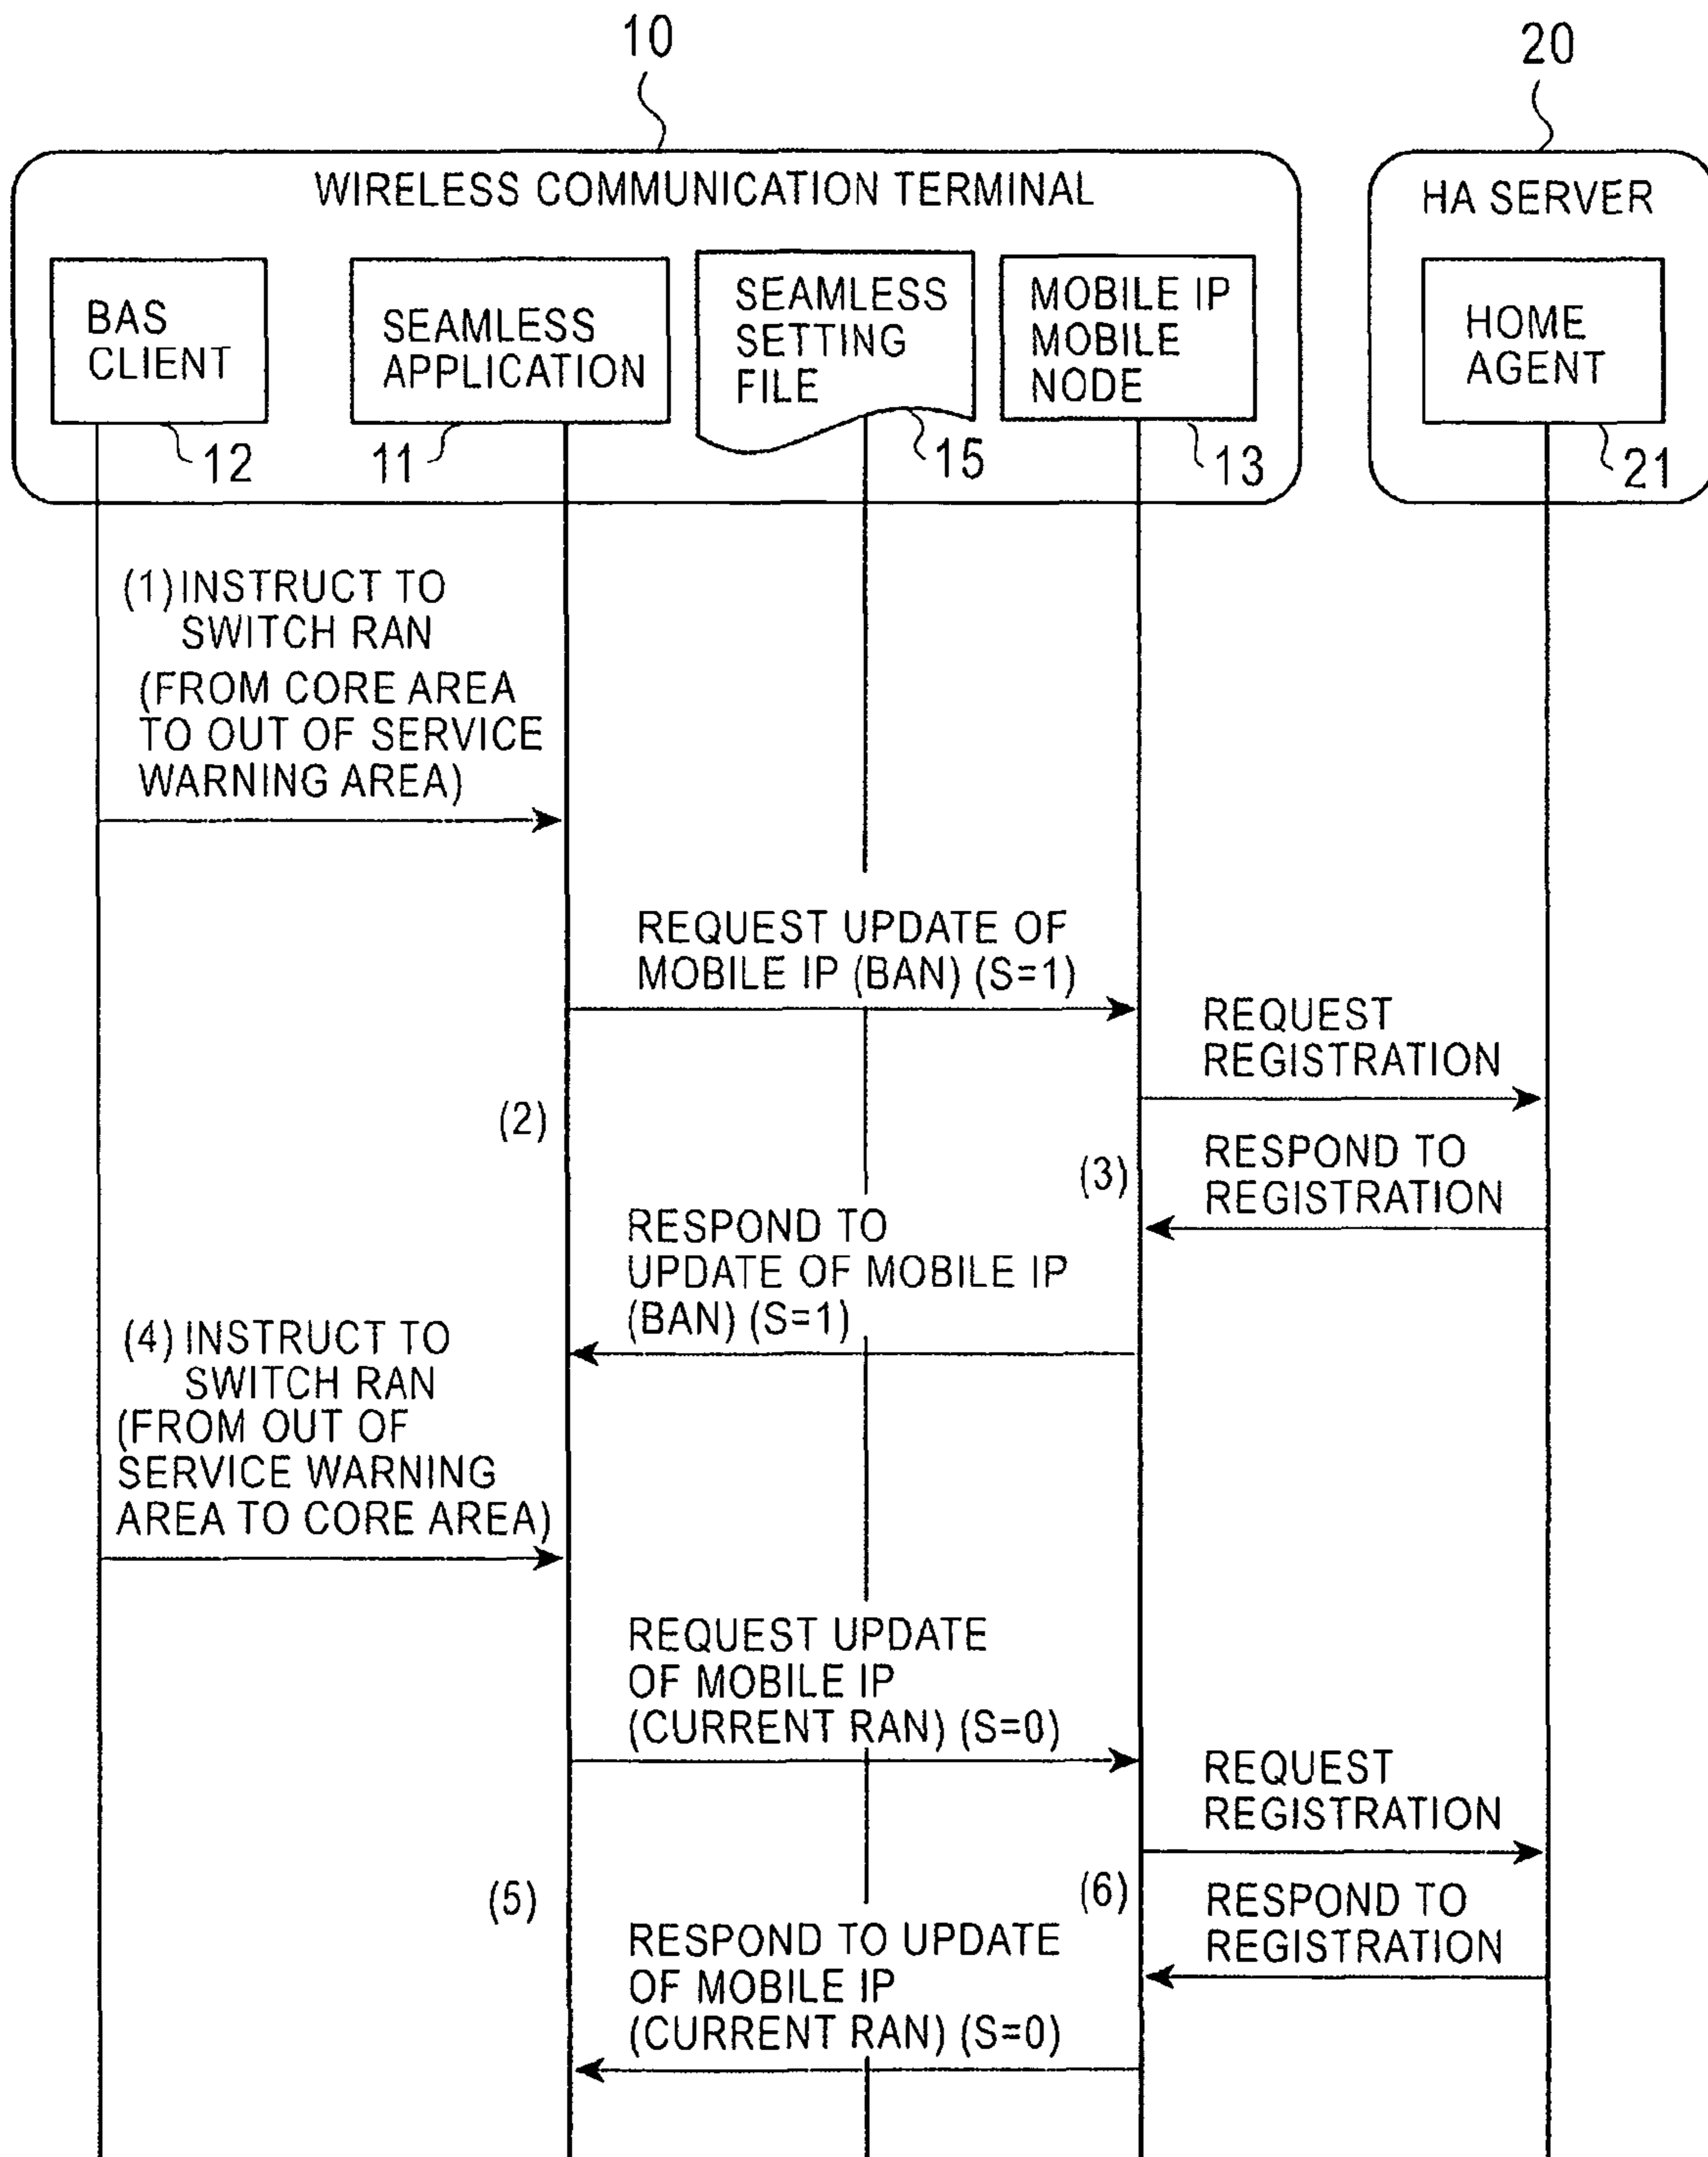 10
20
WIRELESS COMMUNICATION TERMINAL
HA SERVER
BAS
CLIENT
SEAMLESS
APPLICATION
SEAMLESS
SETTING
FILE
MOBILE IP
MOBILE
NODE
HOME
AGENT
12
11
15
13
21
(1) INSTRUCT TO
SWITCH RAN
(FROM CORE AREA
TO OUT OF SERVICE
WARNING AREA)
REQUEST UPDATE OF
MOBILE IP (BAN) (S=1)
REQUEST
REGISTRATION
(2)
(3)
RESPOND TO
REGISTRATION
RESPOND TO
UPDATE OF MOBILE IP
(BAN) (S=1)
(4) INSTRUCT TO
SWITCH RAN
(FROM OUT OF
SERVICE WARNING
AREA TO CORE AREA)
REQUEST UPDATE
OF MOBILE IP
(CURRENT RAN) (S=0)
REQUEST
REGISTRATION
(5)
(6)
RESPOND TO
REGISTRATION
RESPOND TO UPDATE
OF MOBILE IP
(CURRENT RAN) (S=0)